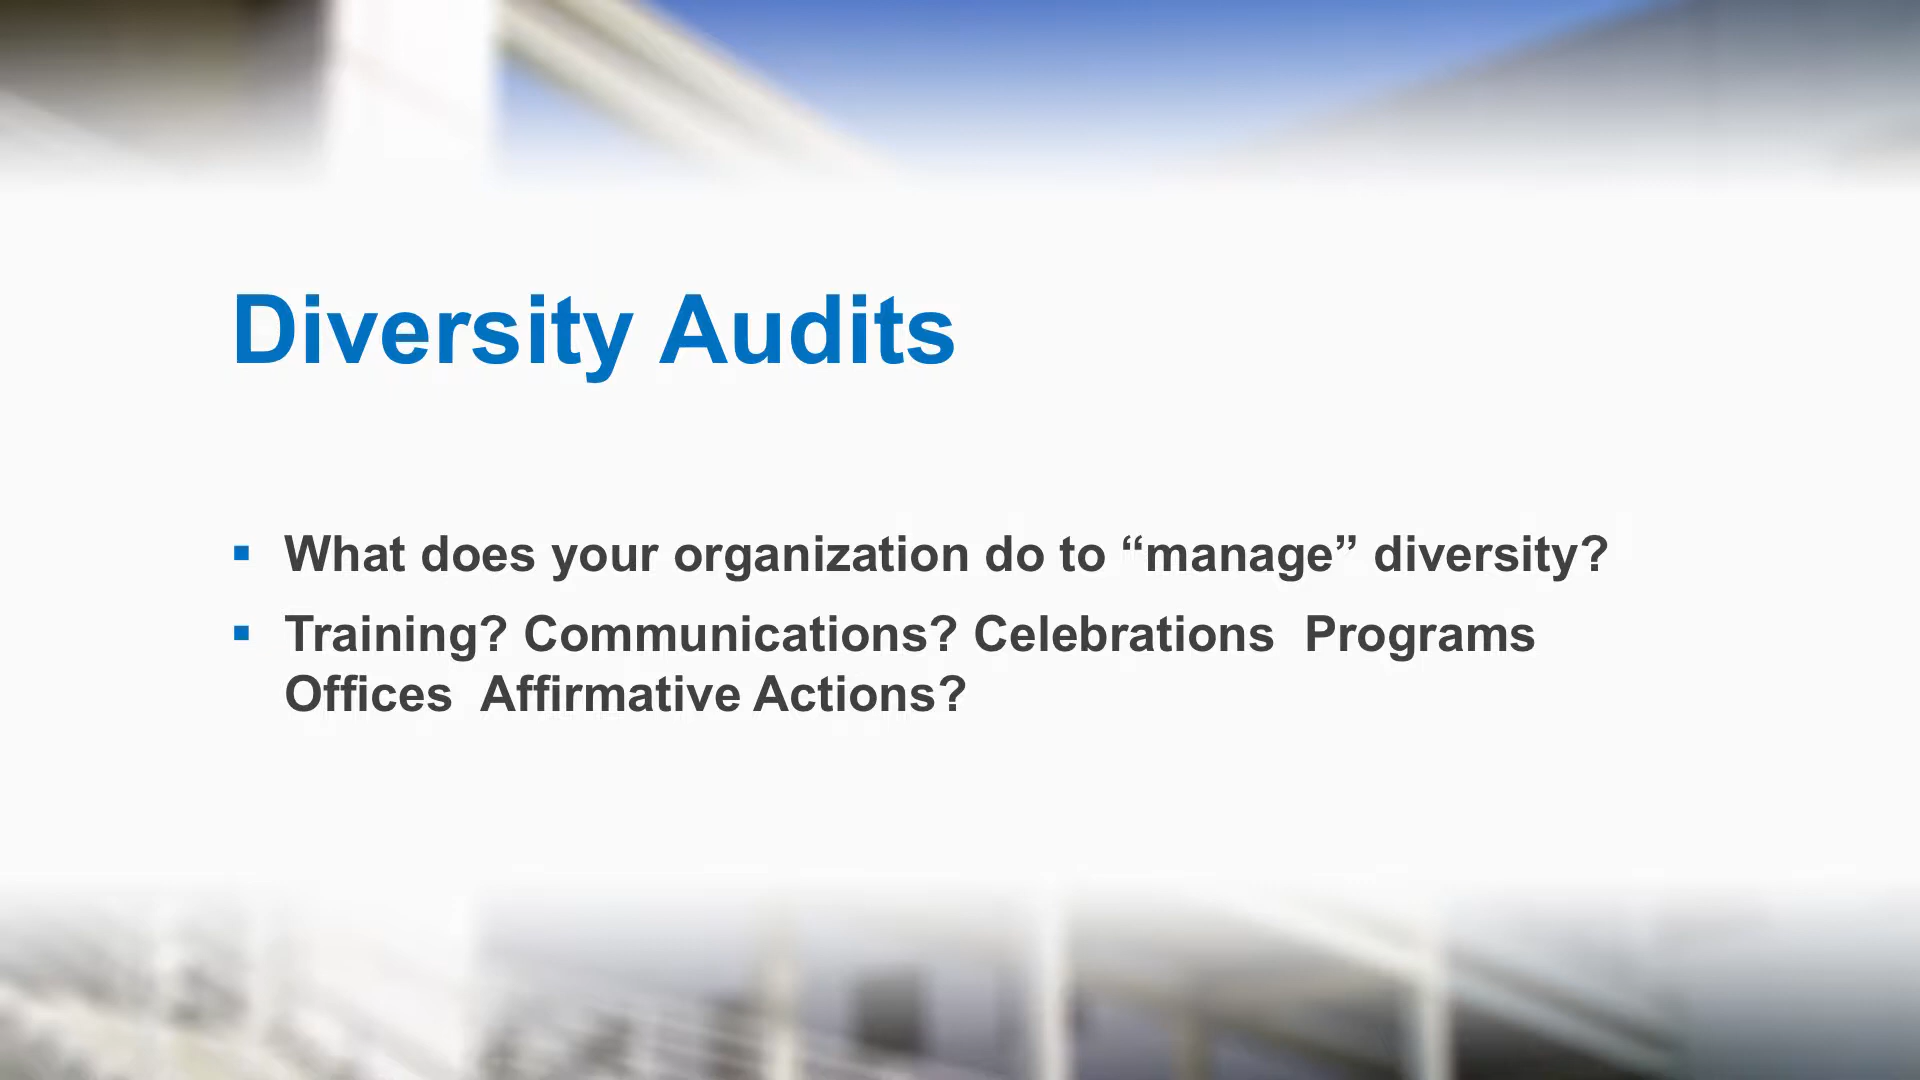 Diversity Audits
▪ What does your organization do to “manage” diversity?
▪ Training? Communications? Celebrations  Programs
Offices  Affirmative Actions?